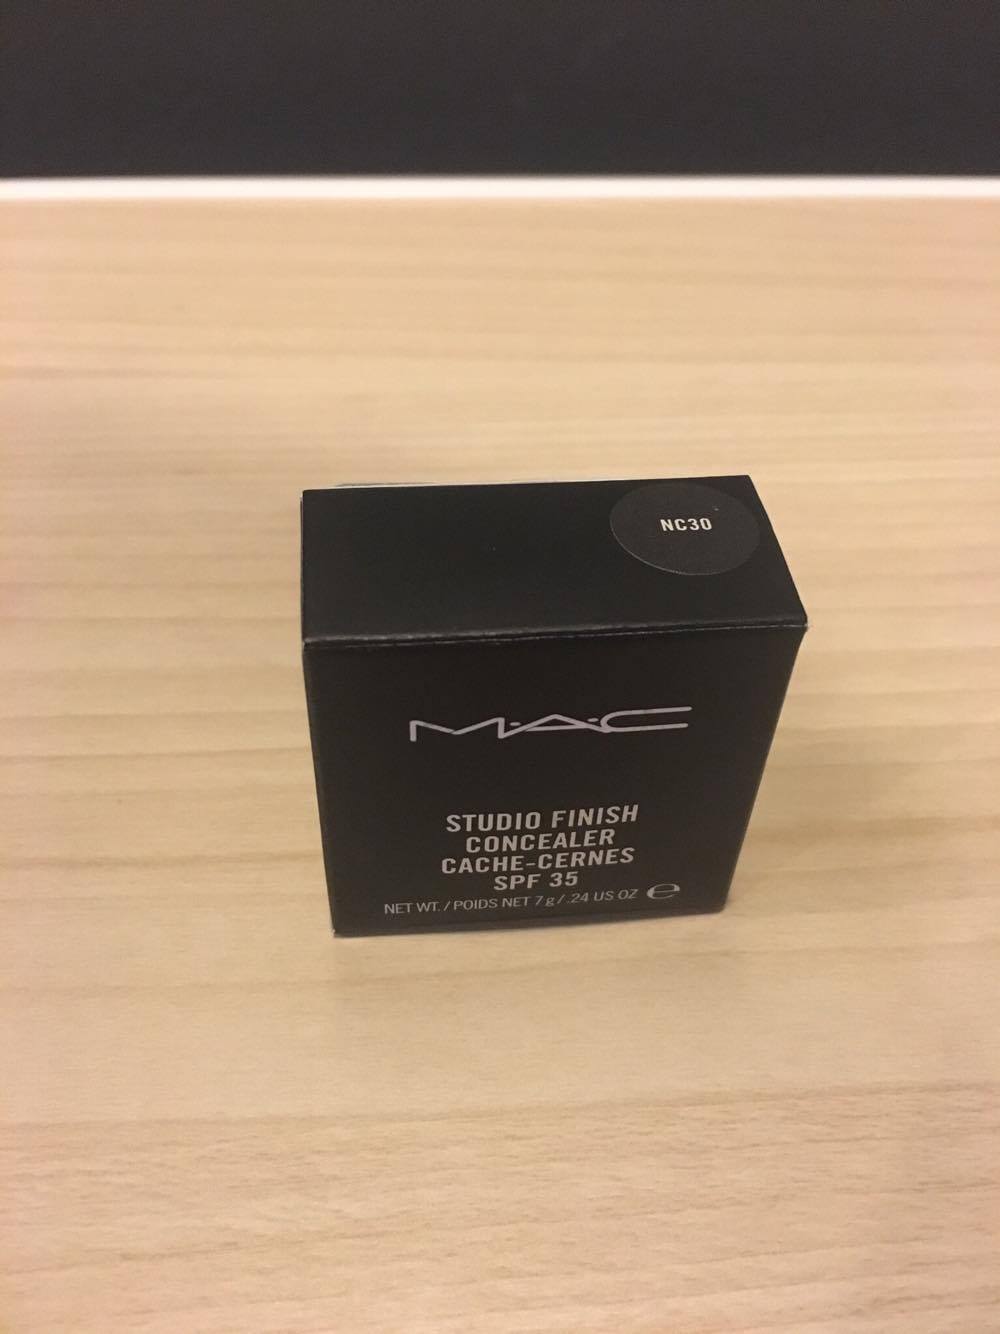 NC30
M·A·C
STUDIO FINISH
CONCEALER
CACHE-CERNES
SPF 35
NET WT. / POIDS NET 7 g / .24 US OZ ℮